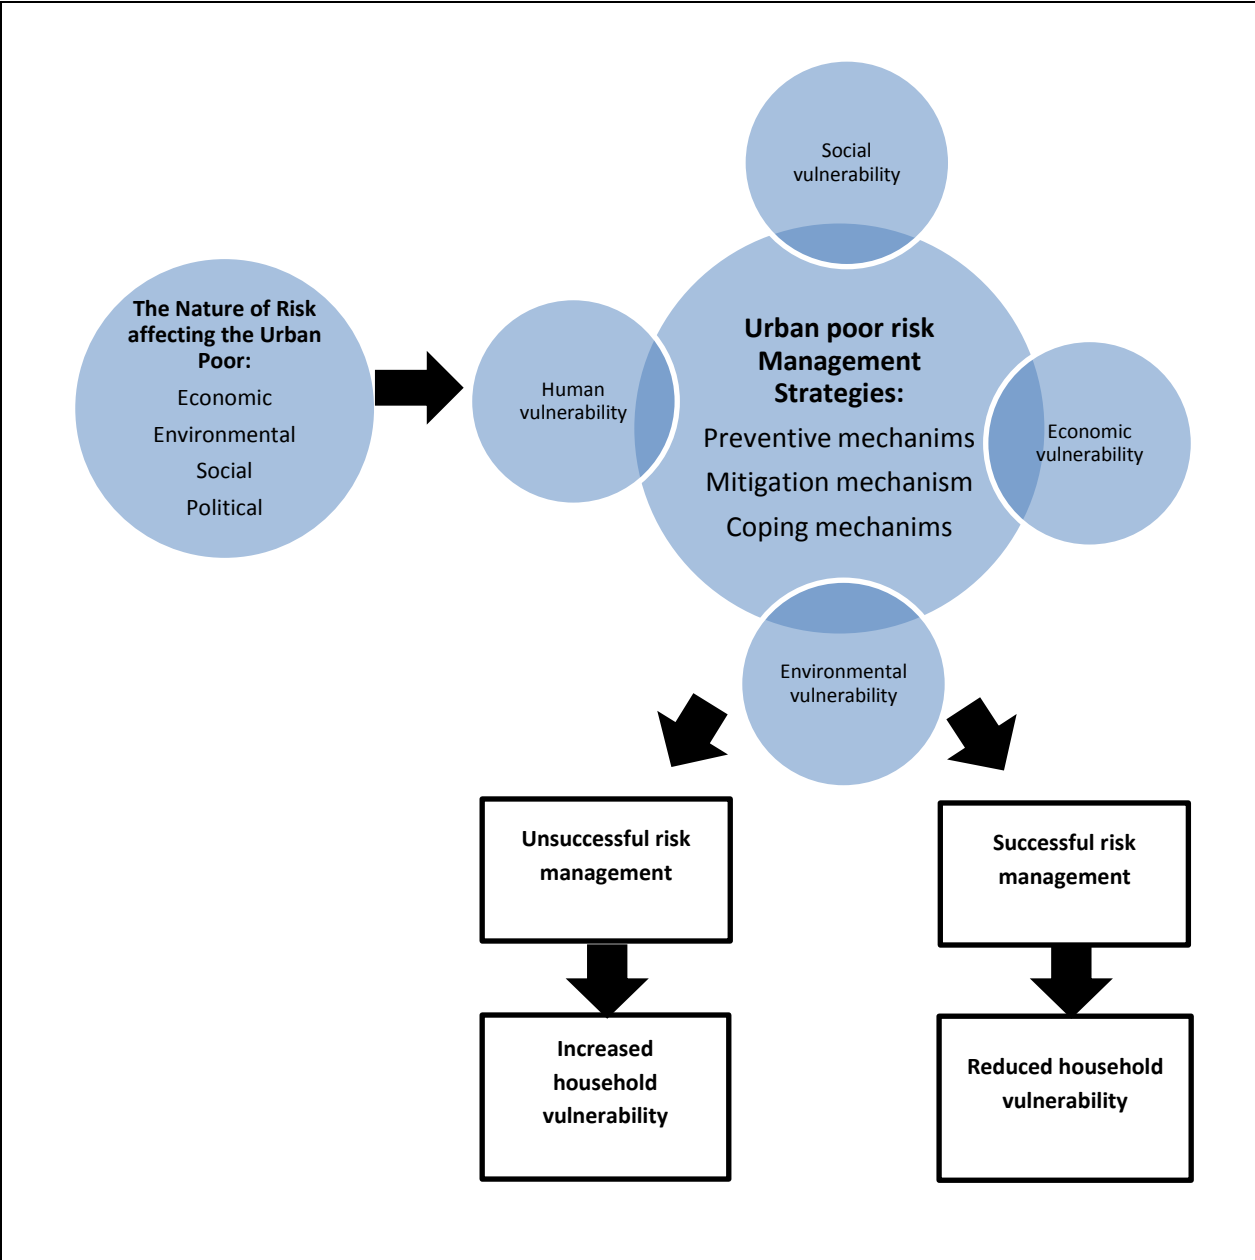 Social
vulnerability
The Nature of Risk
affecting the Urban
Poor:
Economic
Environmental
Social
Political
Human
vulnerability
Urban poor risk
Management
Strategies:
Preventive mechanims
Mitigation mechanism
Coping mechanims
Economic
vulnerability
Environmental
vulnerability
Unsuccessful risk
management
Successful risk
management
Increased
household
vulnerability
Reduced household
vulnerability